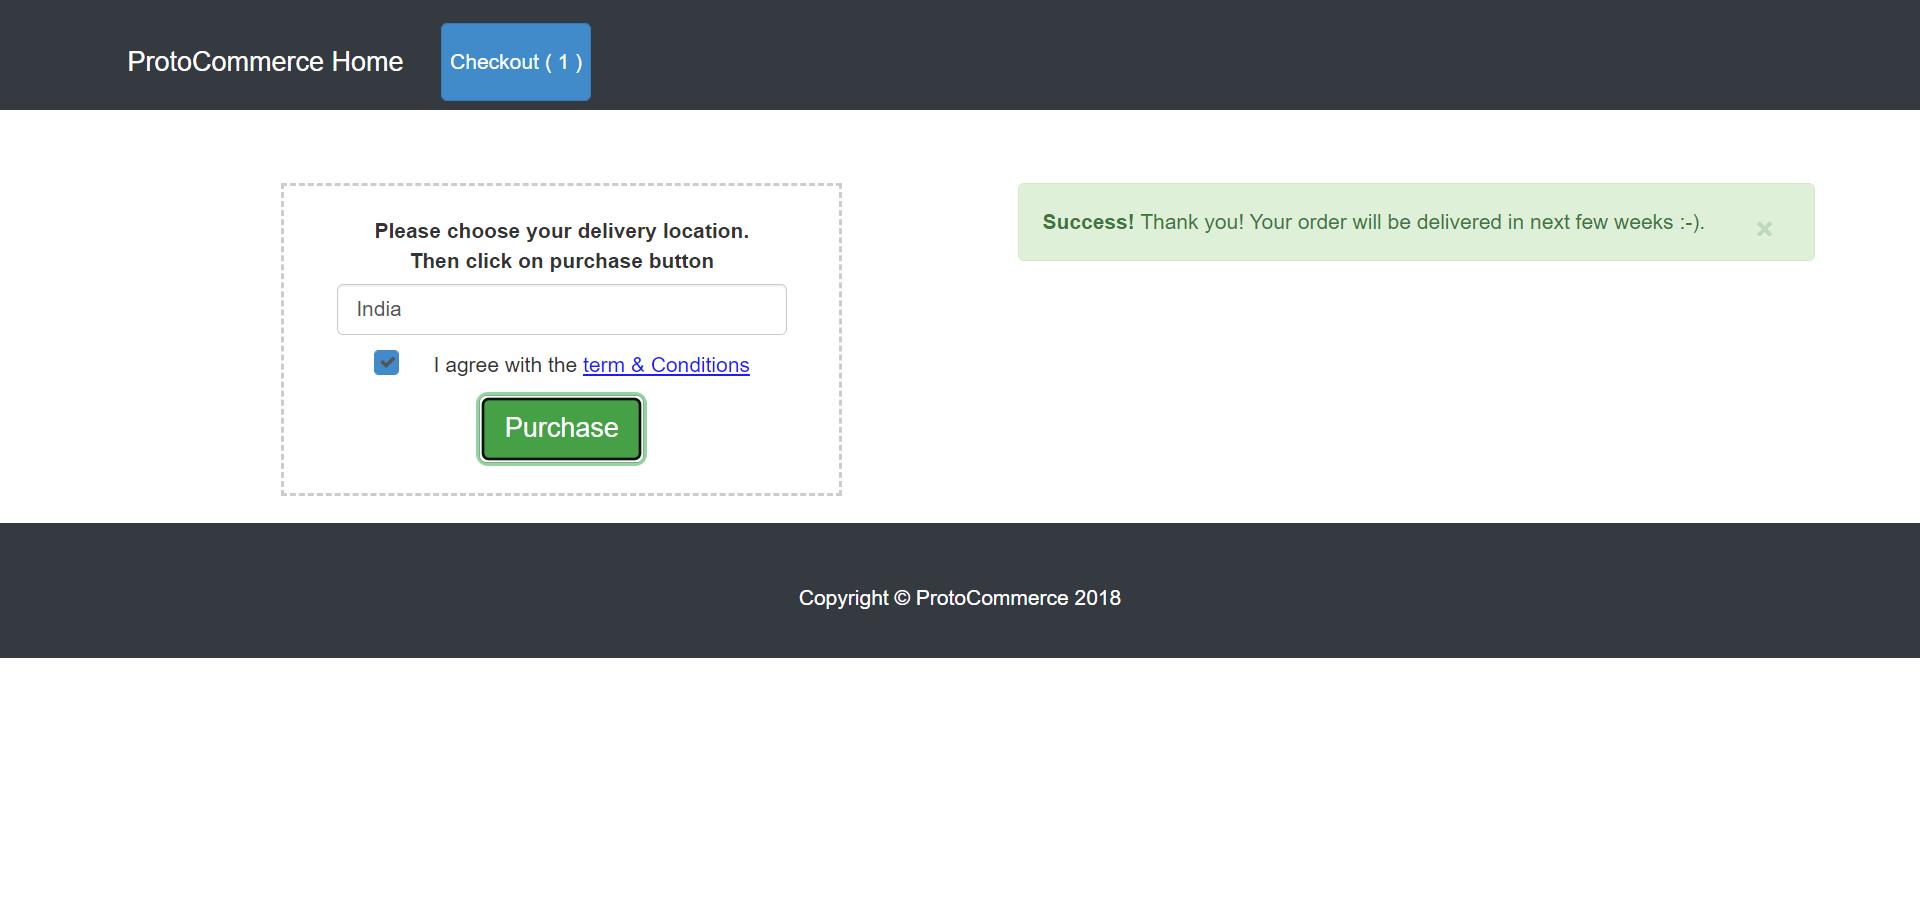 ProtoCommerce Home
Checkout ( 1 )
Please choose your delivery location.
Then click on purchase button
India
I agree with the term & Conditions
Purchase
Success! Thank you! Your order will be delivered in next few weeks :-).
×
Copyright © ProtoCommerce 2018